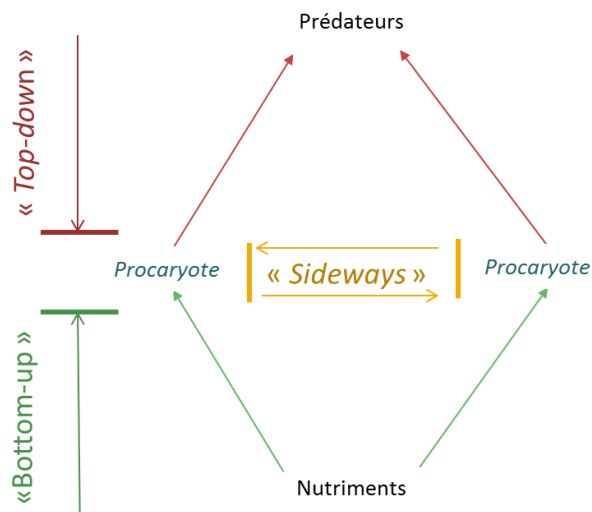 Prédateurs
« Top-down »
Procaryote
« Sideways »
Procaryote
«Bottom-up »
Nutriments